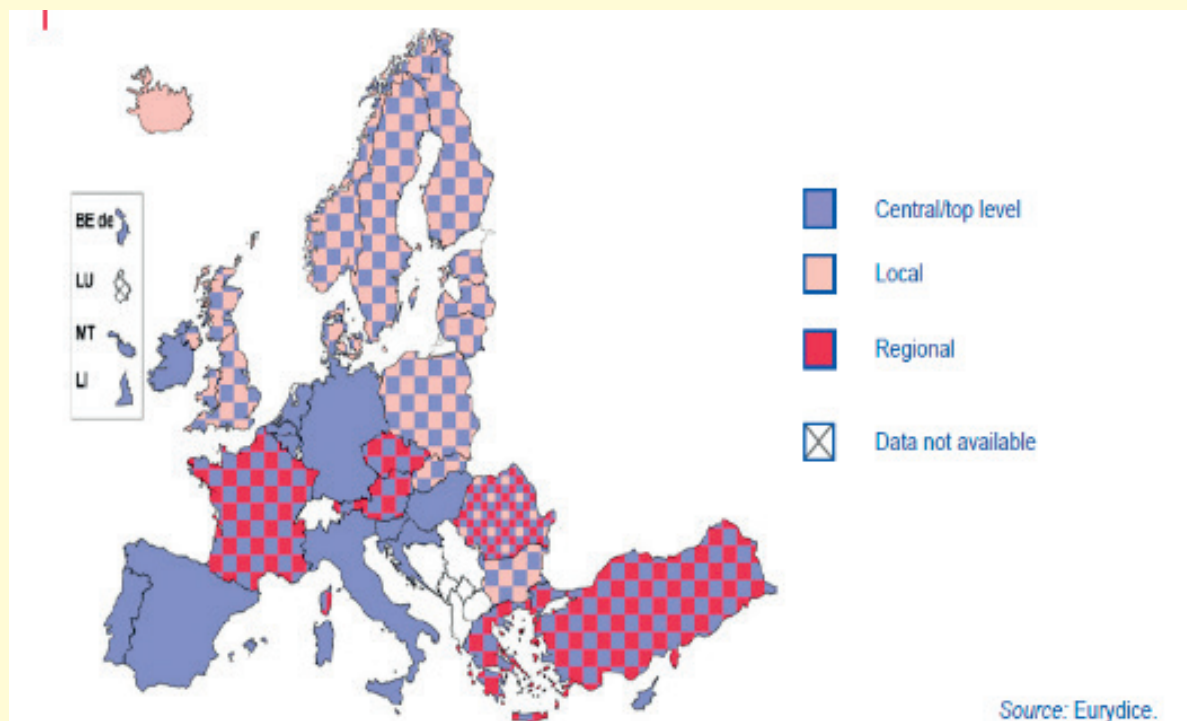 BE de
LU
MT
LI
Central/top level
Local
Regional
Data not available
Source: Eurydice.